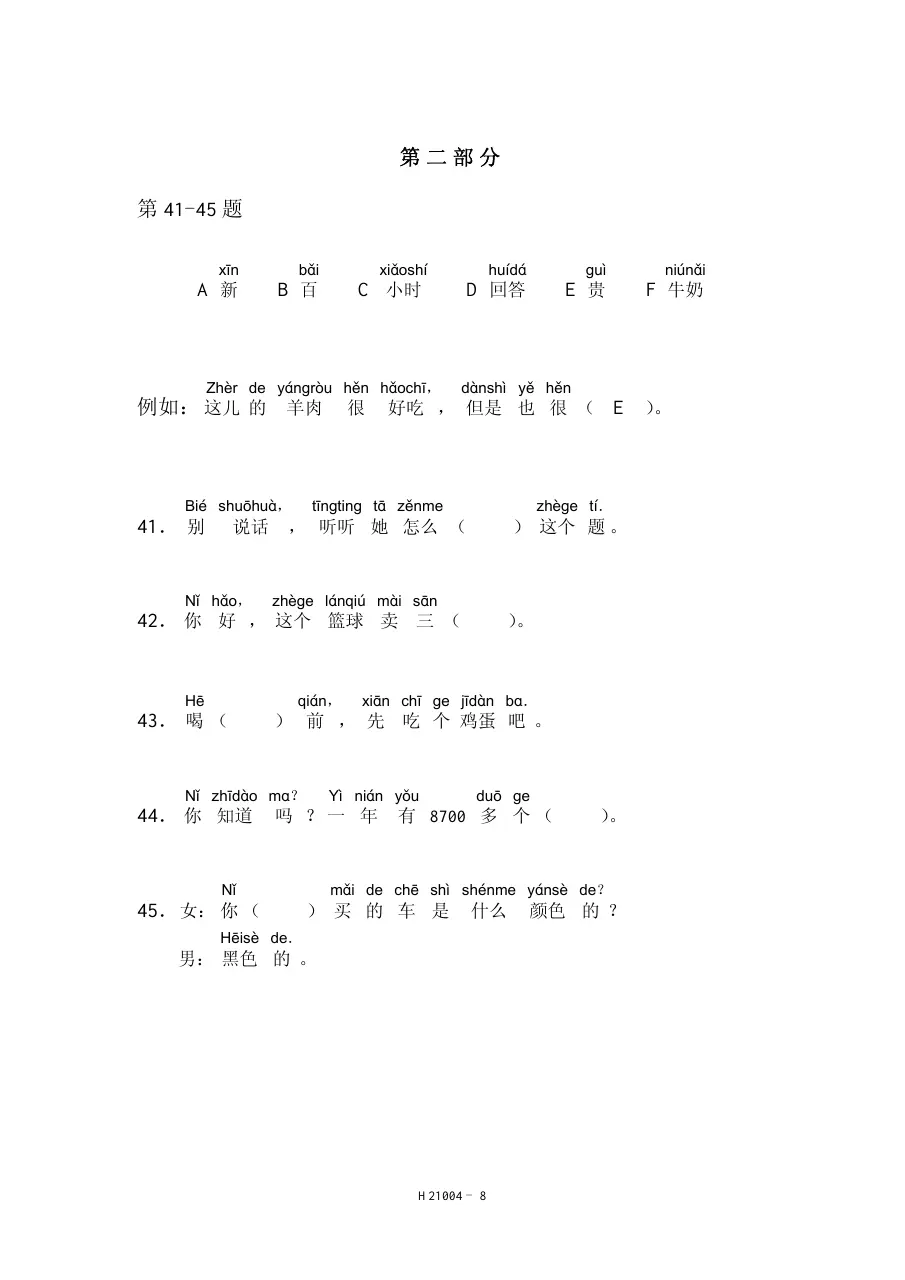 第二部分
第 41-45 题
xīn bǎi xiǎoshí huídá guì niúnǎi
A 新 B 百 C 小时 D 回答 E 贵 F 牛奶
Zhèr de yángròu hěn hǎochī, dànshì yě hěn
例如：这儿 的 羊肉 很 好吃 ，但是 也 很 （ E ）。
Bié shuōhuà, tīngting tā zěnme zhège tí.
41． 别 说话 ，听听 她 怎么 （ ） 这个 题 。
Nǐ hǎo, zhège lánqiú mài sān
42． 你 好 ，这个 篮球 卖 三 （ ）。
Hē qián, xiān chī ge jīdàn ba.
43． 喝 （ ） 前 ，先 吃 个 鸡蛋 吧 。
Nǐ zhīdào ma? Yì nián yǒu duō ge
44． 你 知道 吗 ？一 年 有 8700 多 个 （ ）。
Nǐ mǎi de chē shì shénme yánsè de?
45．女：你 （ ） 买 的 车 是 什么 颜色 的 ？
Hēisè de.
男：黑色 的 。
H21004 - 8